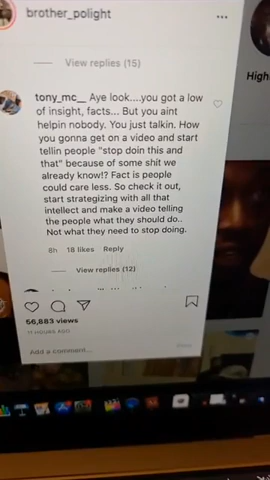 brother_polight
...
View replies (15)
tony_mc__ Aye look....you got a low
of insight, facts... But you aint
helpin nobody. You just talkin. How
you gonna get on a video and start
tellin people "stop doin this and
that" because of some shit we
already know!? Fact is people
could care less. So check it out,
start strategizing with all that
intellect and make a video telling
the people what they should do..
Not what they need to stop doing.
8h 18 likes Reply
View replies (12)
56,883 views
11 HOURS AGO
Add a comment...
High